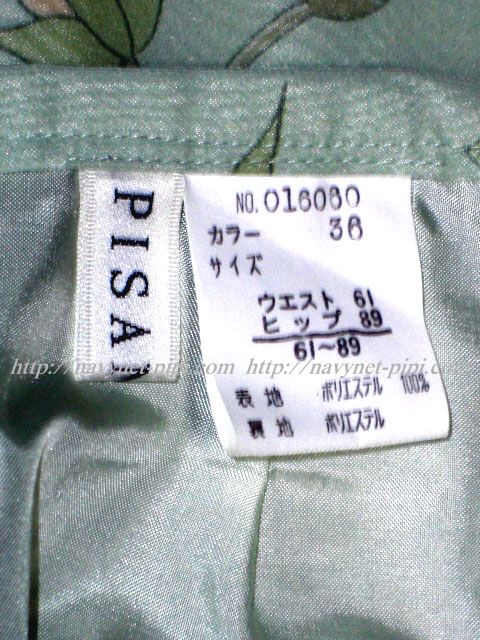 PISA
NO.016080
カラー 36
サイズ
ウエスト 61
ヒップ 89
61～89
表地 ポリエステル 100%
裏地 ポリエステル
http://navynet-pipi.com http://navynet-pipi.